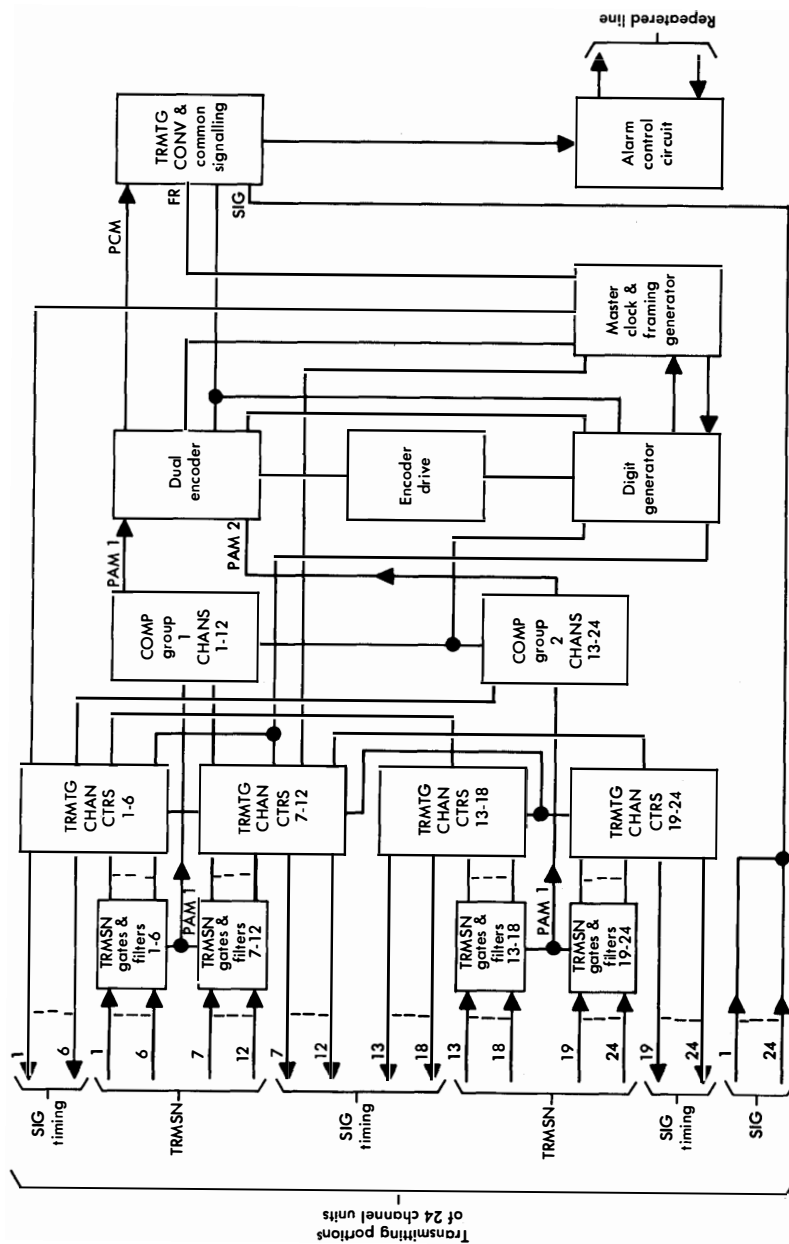 Transmitting portions
of 24 channel units
SIG
timing
1
6
TRMSN
1
6
7
12
SIG
timing
7
12
13
18
TRMSN
13
18
19
24
SIG
timing
19
24
SIG
1
24
TRMSN
gates &
filters
1-6
TRMSN
gates &
filters
7-12
PAM 1
TRMSN
gates &
filters
13-18
TRMSN
gates &
filters
19-24
PAM 1
TRMTG
CHAN
CTRS
1-6
TRMTG
CHAN
CTRS
7-12
TRMTG
CHAN
CTRS
13-18
TRMTG
CHAN
CTRS
19-24
COMP
group
1
CHANS
1-12
COMP
group
2
CHANS
13-24
PAM 1
PAM 2
Dual
encoder
Encoder
drive
Digit
generator
Master
clock &
framing
generator
PCM
FR
SIG
TRMTG
CONV &
common
signalling
Alarm
control
circuit
Repeatered line